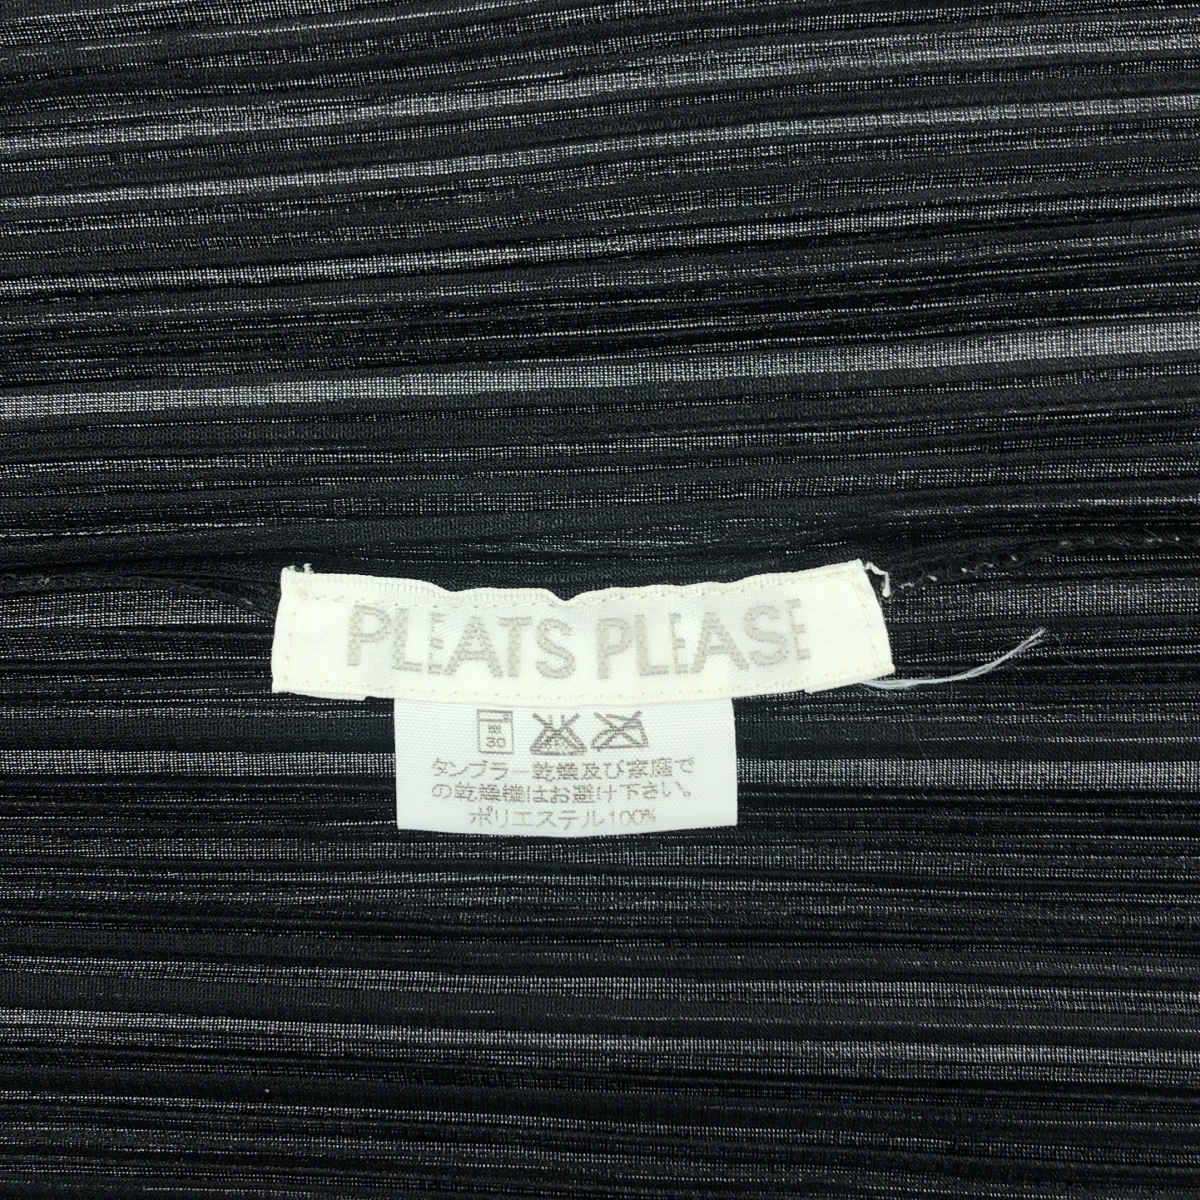 PLEATS PLEASE
弱
30
タンブラー乾燥及び家庭で
の乾燥機はお避け下さい。
ポリエステル100%